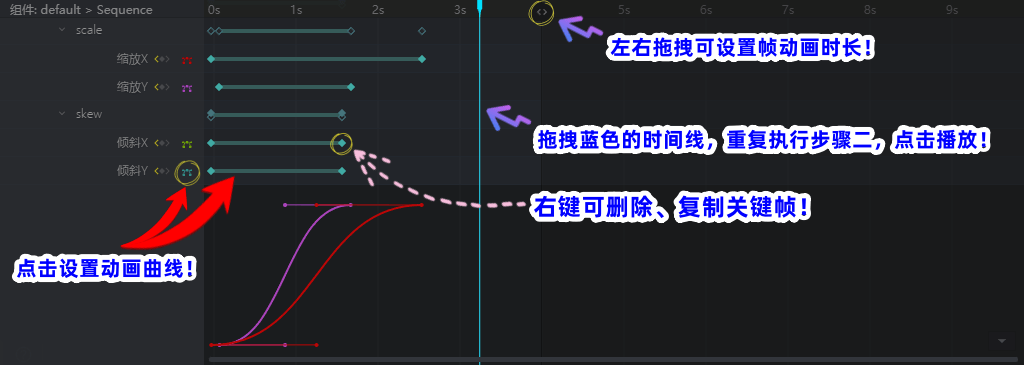 组件: default > Sequence
0s 1s 2s 3s 5s 6s 7s 8s 9s
scale
左右拖拽可设置帧动画时长！
缩放X
缩放Y
skew
拖拽蓝色的时间线，重复执行步骤二，点击播放！
倾斜X
倾斜Y
右键可删除、复制关键帧！
点击设置动画曲线！